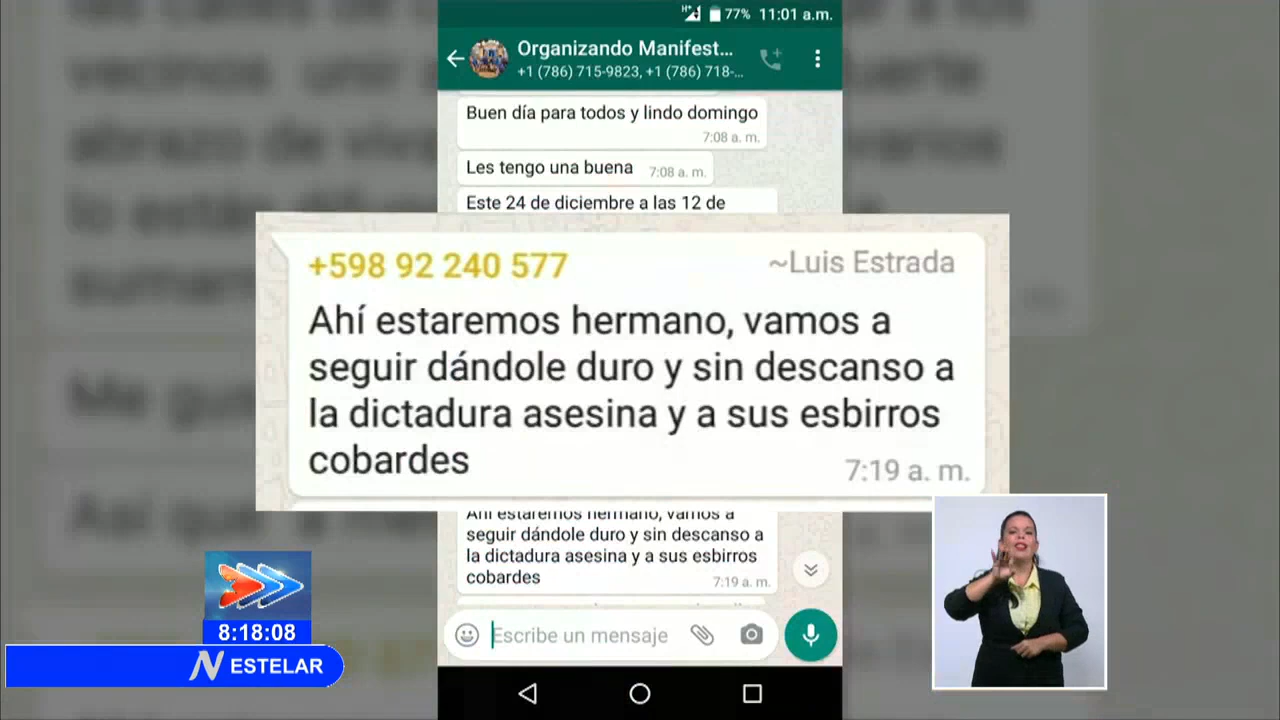 77% 11:01 a.m.
Organizando Manifest...
+1 (786) 715-9823, +1 (786) 718-...
Buen día para todos y lindo domingo
7:08 a. m.
Les tengo una buena 7:08 a. m.
Este 24 de diciembre a las 12 de
+598 92 240 577 ~Luis Estrada
Ahí estaremos hermano, vamos a
seguir dándole duro y sin descanso a
la dictadura asesina y a sus esbirros
cobardes
7:19 a. m.
Ahí estaremos hermano, vamos a
seguir dándole duro y sin descanso a
la dictadura asesina y a sus esbirros
cobardes
7:19 a. m.
Escribe un mensaje
8:18:08
N ESTELAR